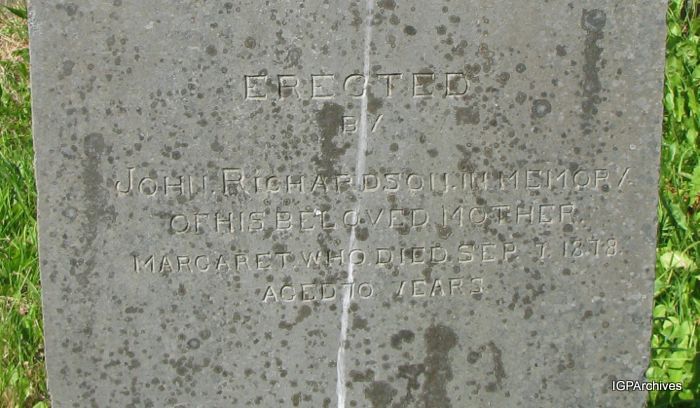 ERECTED
BY
JOHN. RICHARDSON. IN MEMORY.
OF HIS BELOVED MOTHER.
MARGARET. WHO. DIED. SEP. 7. 1878.
AGED 70 YEARS
IGPArchives